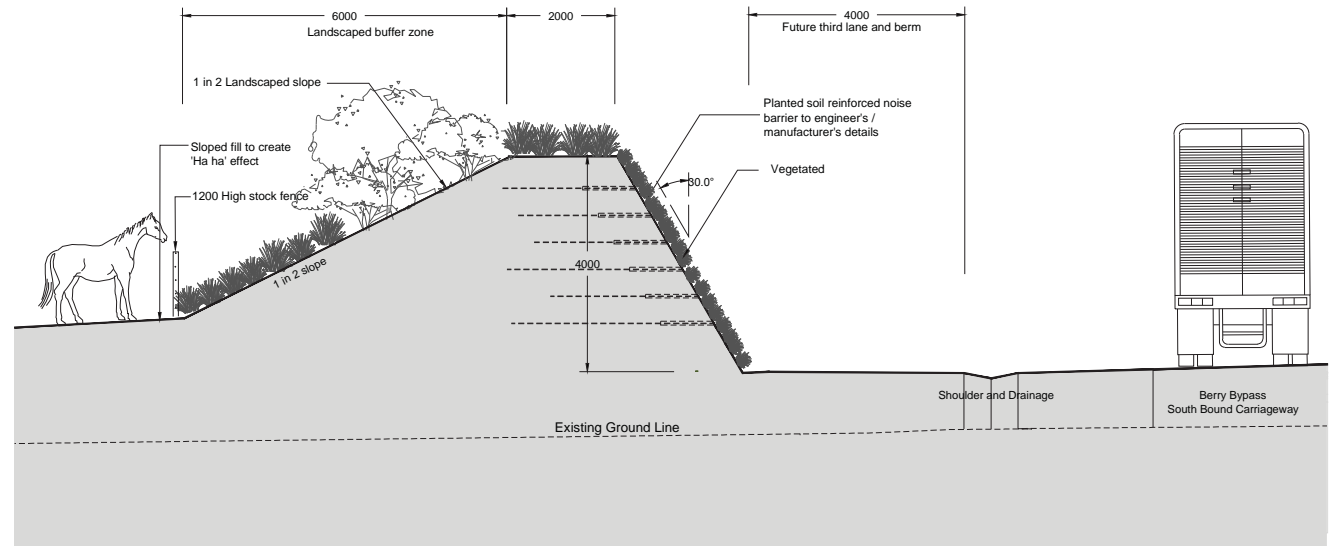 6000
2000
4000
Landscaped buffer zone
Future third lane and berm
1 in 2 Landscaped slope
Planted soil reinforced noise
barrier to engineer's /
manufacturer's details
Sloped fill to create
'Ha ha' effect
Vegetated
30.0°
1200 High stock fence
4000
1 in 2 slope
Shoulder and Drainage
Berry Bypass
South Bound Carriageway
Existing Ground Line